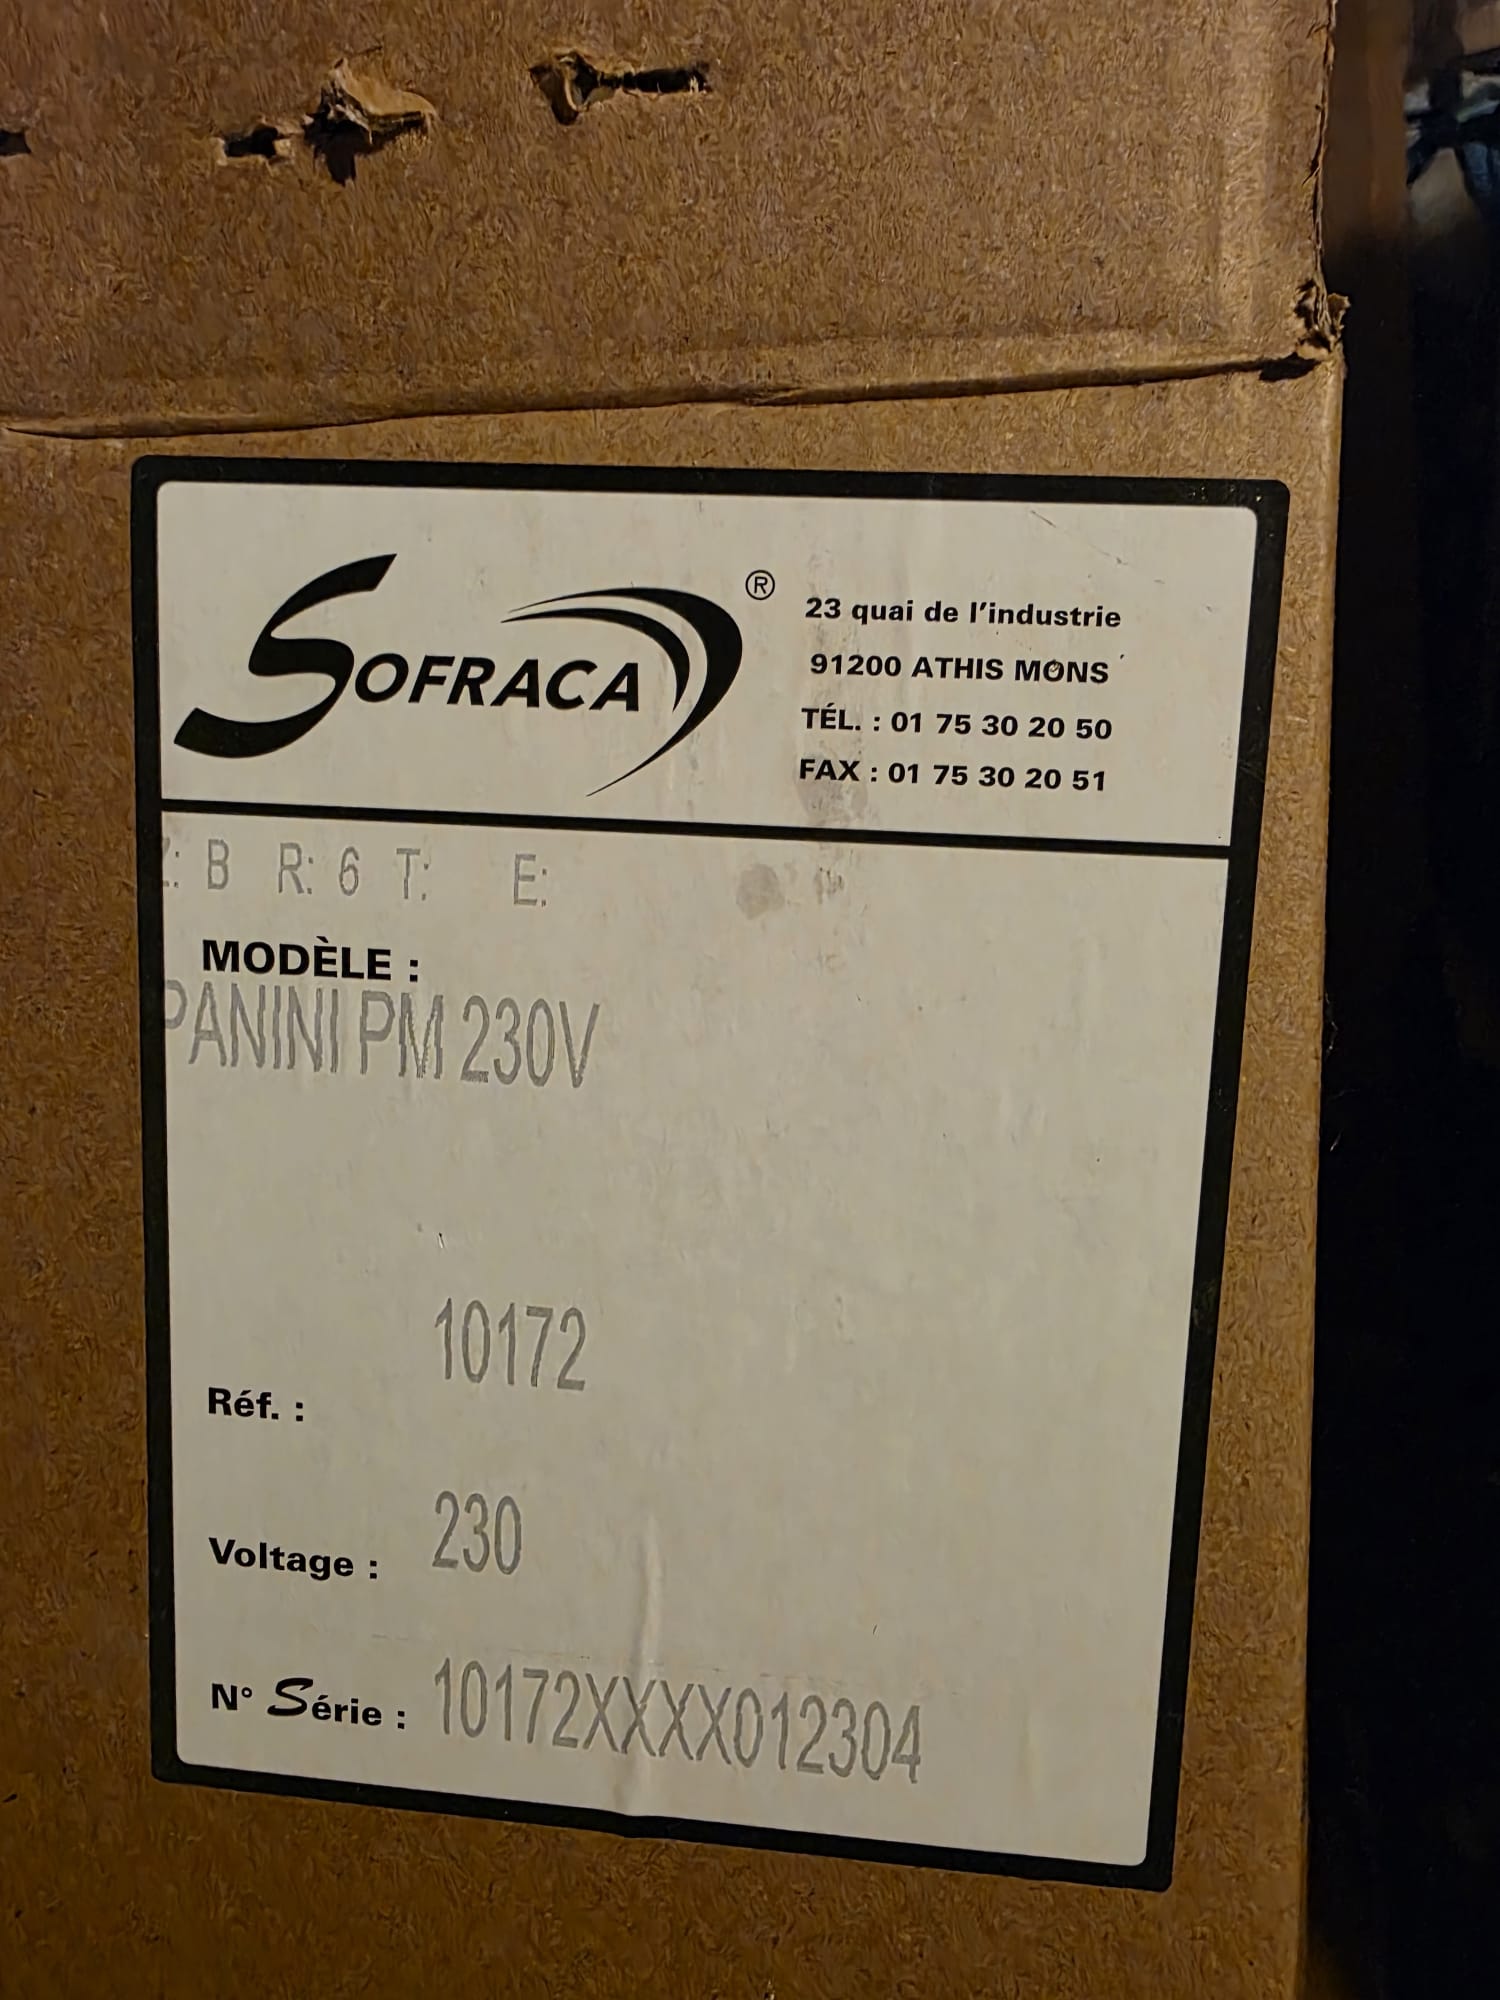 SOFRACA ®
23 quai de l'industrie
91200 ATHIS MONS
TÉL. : 01 75 30 20 50
FAX : 01 75 30 20 51
: B R: 6 T: E:
MODÈLE :
PANINI PM 230V
10172
Réf. :
230
Voltage :
N° Série : 10172XXXX012304